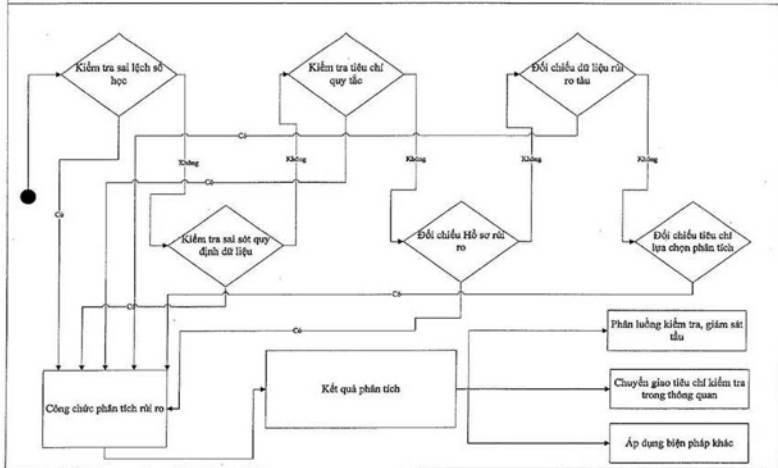 Kiểm tra sai lệch số
học
Kiểm tra tiêu chí
quy tắc
Đối chiếu dữ liệu rủi
ro tàu
Có
Không
Không
Không
Không
Không
Có
Có
Kiểm tra sai sót quy
định dữ liệu
Đối chiếu Hồ sơ rủi
ro
Đối chiếu tiêu chí
lựa chọn phân tích
Có
Có
Có
Phân luồng kiểm tra, giám sát
tầu
Công chức phân tích rủi ro
Kết quả phân tích
Chuyển giao tiêu chí kiểm tra
trong thông quan
Áp dụng biện pháp khác